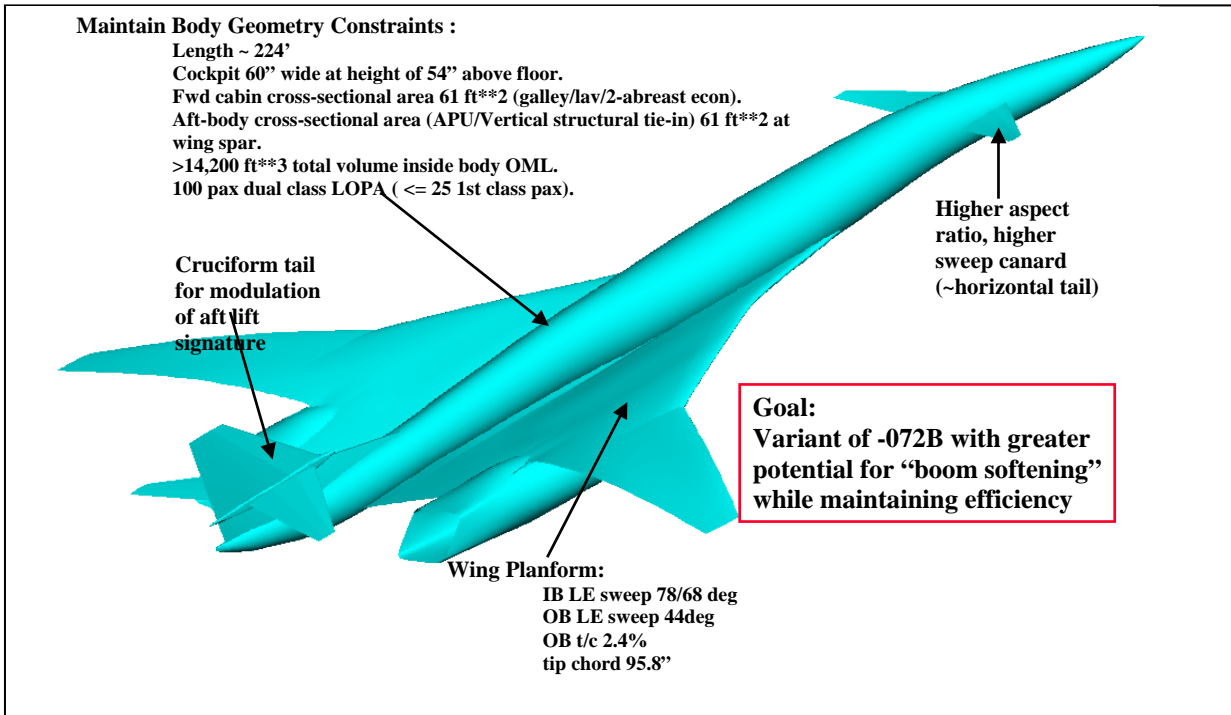 Maintain Body Geometry Constraints :
Length ~ 224’
Cockpit 60” wide at height of 54” above floor.
Fwd cabin cross-sectional area 61 ft**2 (galley/lav/2-abreast econ).
Aft-body cross-sectional area (APU/Vertical structural tie-in) 61 ft**2 at
wing spar.
>14,200 ft**3 total volume inside body OML.
100 pax dual class LOPA ( <= 25 1st class pax).
Higher aspect
ratio, higher
sweep canard
(~horizontal tail)
Cruciform tail
for modulation
of aft lift
signature
Goal:
Variant of -072B with greater
potential for “boom softening”
while maintaining efficiency
Wing Planform:
IB LE sweep 78/68 deg
OB LE sweep 44deg
OB t/c 2.4%
tip chord 95.8”